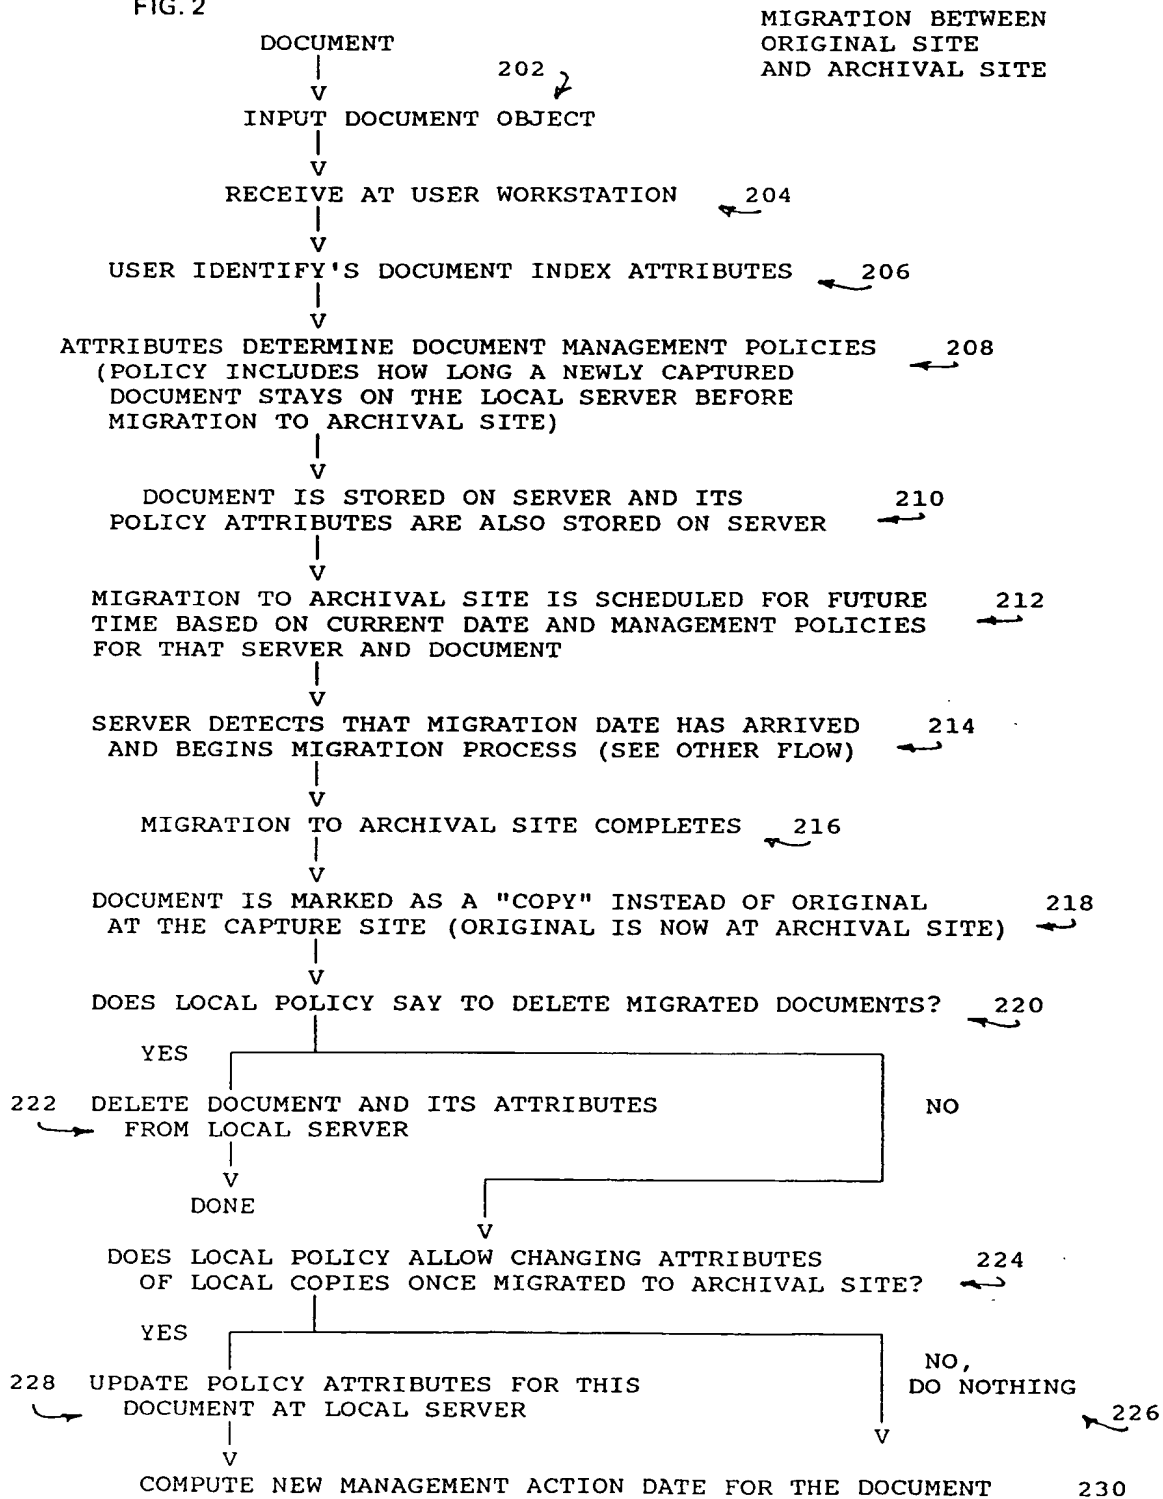 FIG. 2
MIGRATION BETWEEN
ORIGINAL SITE
AND ARCHIVAL SITE
DOCUMENT
202
V
INPUT DOCUMENT OBJECT
V
RECEIVE AT USER WORKSTATION 204
V
USER IDENTIFY'S DOCUMENT INDEX ATTRIBUTES 206
V
ATTRIBUTES DETERMINE DOCUMENT MANAGEMENT POLICIES 208
(POLICY INCLUDES HOW LONG A NEWLY CAPTURED
DOCUMENT STAYS ON THE LOCAL SERVER BEFORE
MIGRATION TO ARCHIVAL SITE)
V
DOCUMENT IS STORED ON SERVER AND ITS 210
POLICY ATTRIBUTES ARE ALSO STORED ON SERVER
V
MIGRATION TO ARCHIVAL SITE IS SCHEDULED FOR FUTURE 212
TIME BASED ON CURRENT DATE AND MANAGEMENT POLICIES
FOR THAT SERVER AND DOCUMENT
V
SERVER DETECTS THAT MIGRATION DATE HAS ARRIVED 214
AND BEGINS MIGRATION PROCESS (SEE OTHER FLOW)
V
MIGRATION TO ARCHIVAL SITE COMPLETES 216
V
DOCUMENT IS MARKED AS A "COPY" INSTEAD OF ORIGINAL 218
AT THE CAPTURE SITE (ORIGINAL IS NOW AT ARCHIVAL SITE)
V
DOES LOCAL POLICY SAY TO DELETE MIGRATED DOCUMENTS? 220
YES
222 DELETE DOCUMENT AND ITS ATTRIBUTES NO
FROM LOCAL SERVER
V
DONE
V
DOES LOCAL POLICY ALLOW CHANGING ATTRIBUTES 224
OF LOCAL COPIES ONCE MIGRATED TO ARCHIVAL SITE?
YES
NO,
228 UPDATE POLICY ATTRIBUTES FOR THIS DO NOTHING
DOCUMENT AT LOCAL SERVER 226
V
V
COMPUTE NEW MANAGEMENT ACTION DATE FOR THE DOCUMENT 230